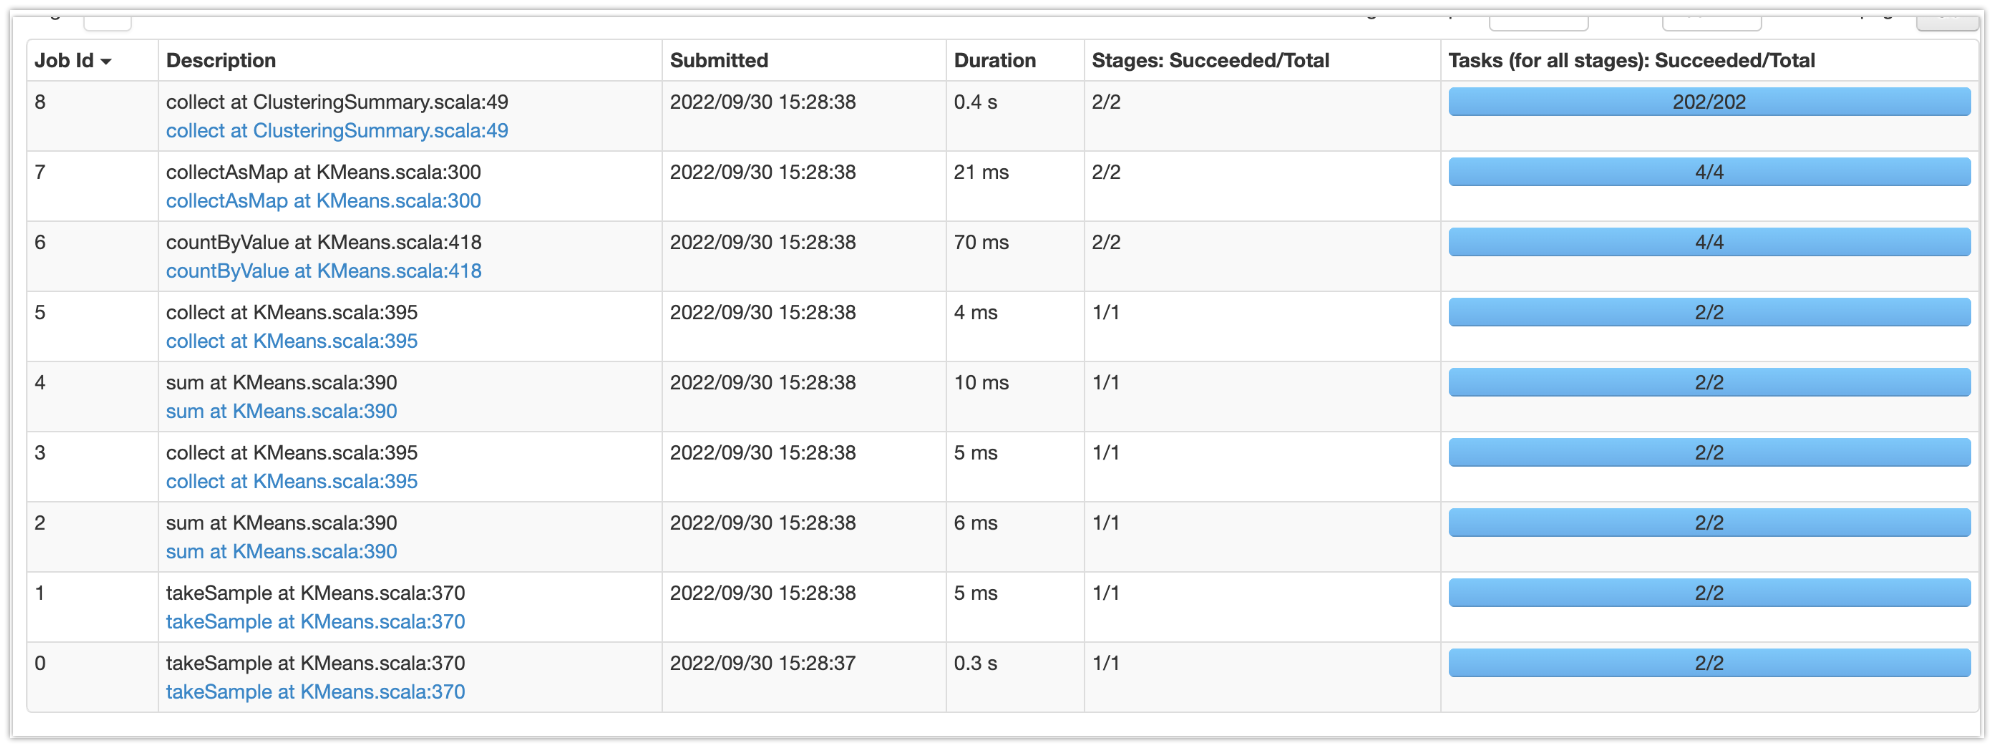 Job Id Description Submitted Duration Stages: Succeeded/Total Tasks (for all stages): Succeeded/Total
8 collect at ClusteringSummary.scala:49 2022/09/30 15:28:38 0.4 s 2/2 202/202
collect at ClusteringSummary.scala:49
7 collectAsMap at KMeans.scala:300 2022/09/30 15:28:38 21 ms 2/2 4/4
collectAsMap at KMeans.scala:300
6 countByValue at KMeans.scala:418 2022/09/30 15:28:38 70 ms 2/2 4/4
countByValue at KMeans.scala:418
5 collect at KMeans.scala:395 2022/09/30 15:28:38 4 ms 1/1 2/2
collect at KMeans.scala:395
4 sum at KMeans.scala:390 2022/09/30 15:28:38 10 ms 1/1 2/2
sum at KMeans.scala:390
3 collect at KMeans.scala:395 2022/09/30 15:28:38 5 ms 1/1 2/2
collect at KMeans.scala:395
2 sum at KMeans.scala:390 2022/09/30 15:28:38 6 ms 1/1 2/2
sum at KMeans.scala:390
1 takeSample at KMeans.scala:370 2022/09/30 15:28:38 5 ms 1/1 2/2
takeSample at KMeans.scala:370
0 takeSample at KMeans.scala:370 2022/09/30 15:28:37 0.3 s 1/1 2/2
takeSample at KMeans.scala:370